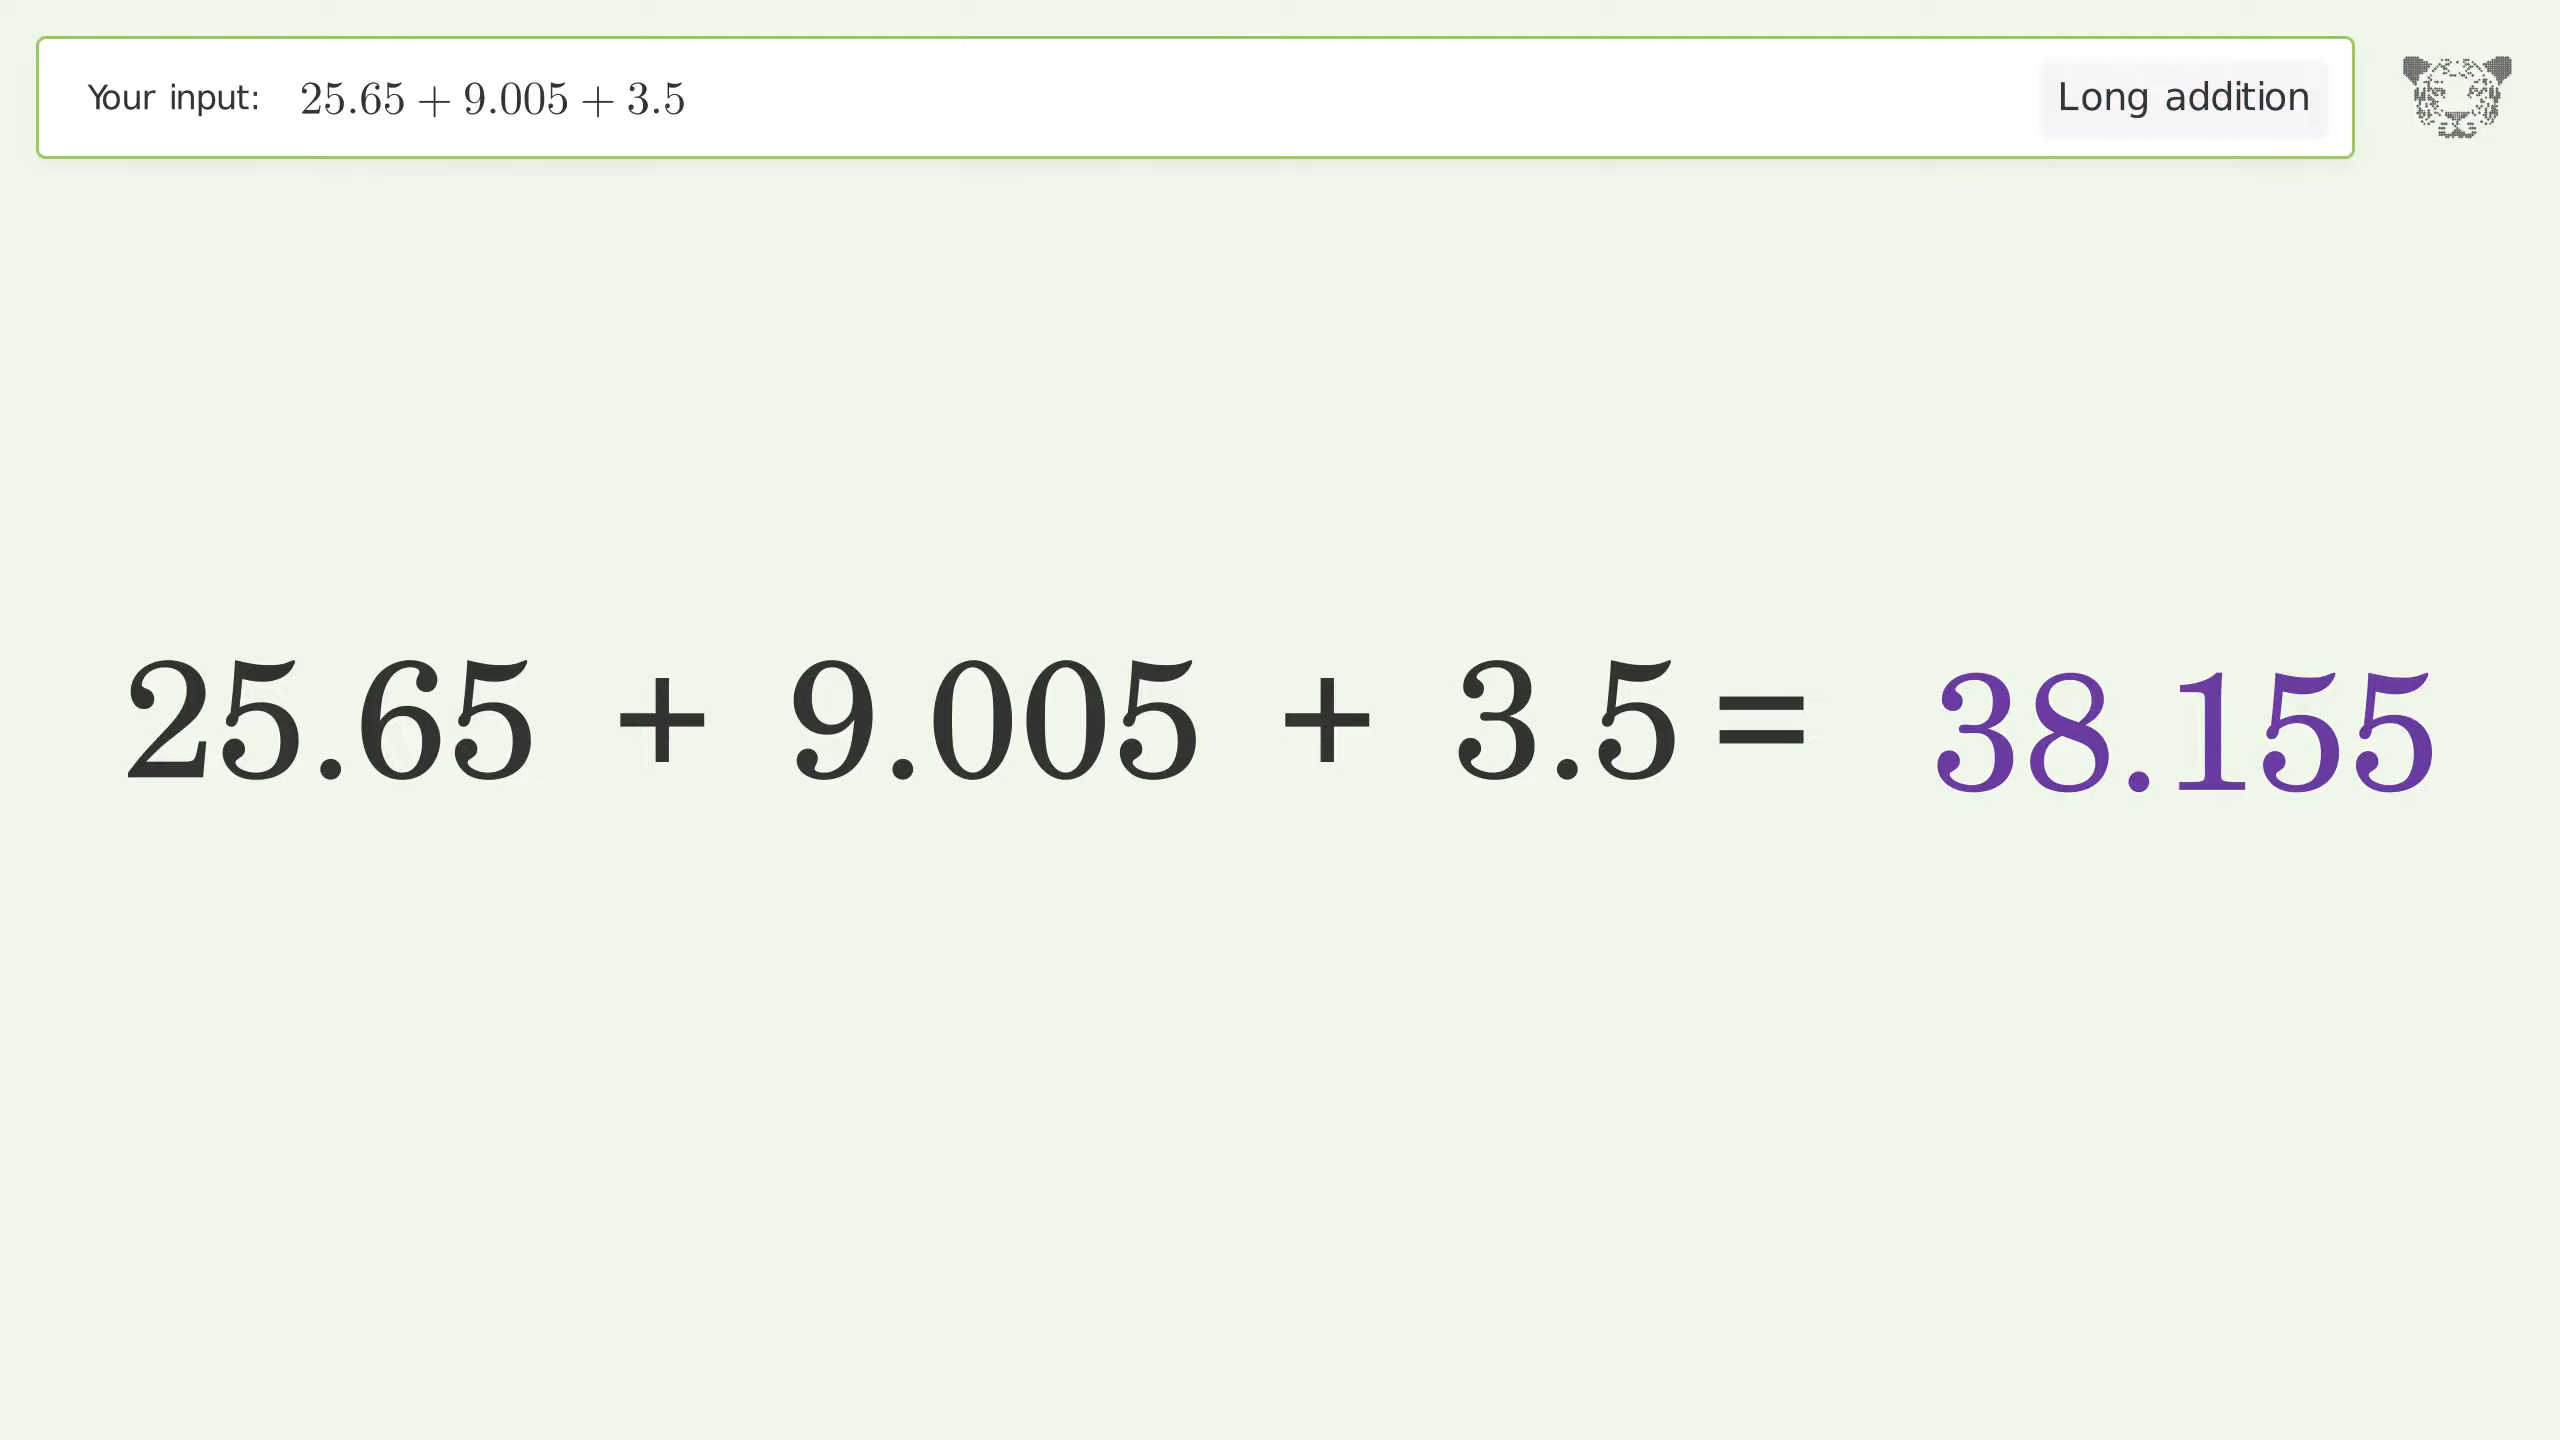 Your input: 25.65 + 9.005 + 3.5 Long addition
25.65 + 9.005 + 3.5 = 38.155